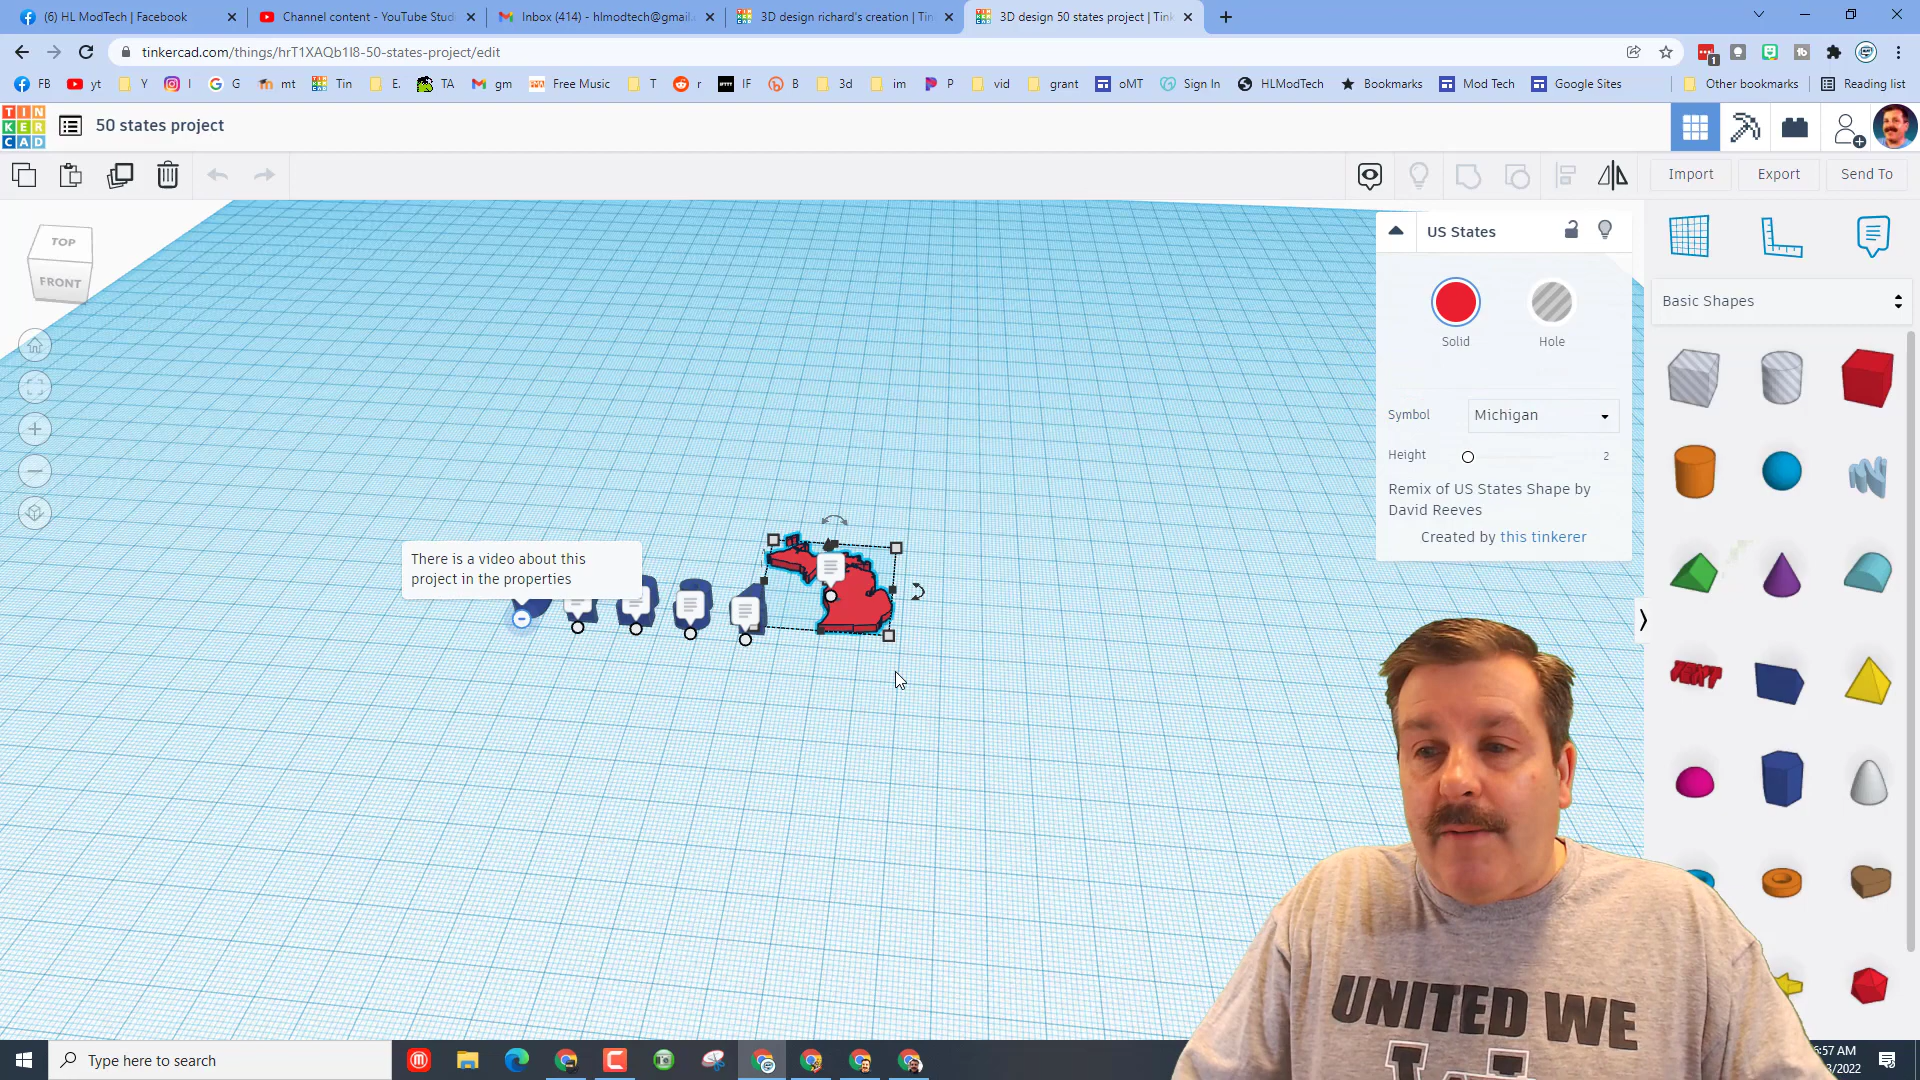 (6) HL ModTech | Facebook
Channel content - YouTube Stud
Inbox (414) - hlmodtech@gmail.
3D design richard's creation | Tin
3D design 50 states project | Tink
tinkercad.com/things/hrT1XAQb1I8-50-states-project/edit
1
FB yt Y I G mt Tin E. TA gm Free Music T r IF B 3d im P vid grant oMT Sign In HLModTech Bookmarks Mod Tech Google Sites Other bookmarks Reading list
TIN
KER
CAD
50 states project
Import Export Send To
TOP
FRONT
US States
Solid Hole
Symbol Michigan
Height 2
Remix of US States Shape by
David Reeves
Created by this tinkerer
Basic Shapes
TEXT
There is a video about this
project in the properties
UNITED WE
Type here to search
:57 AM
3/2022